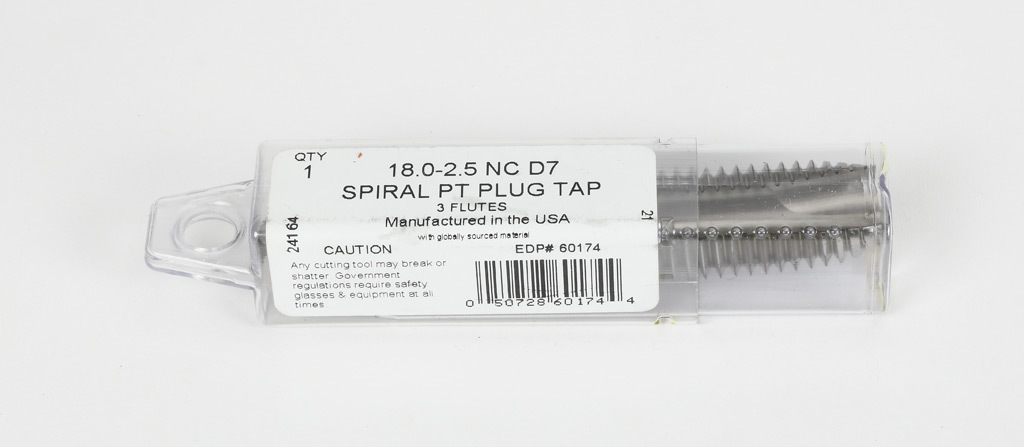 QTY
1
18.0-2.5 NC D7
SPIRAL PT PLUG TAP
3 FLUTES
Manufactured in the USA
with globally sourced material
24164
21
CAUTION
EDP# 60174
Any cutting tool may break or
shatter. Government
regulations require safety
glasses & equipment at all
times
0 50728 60174 4